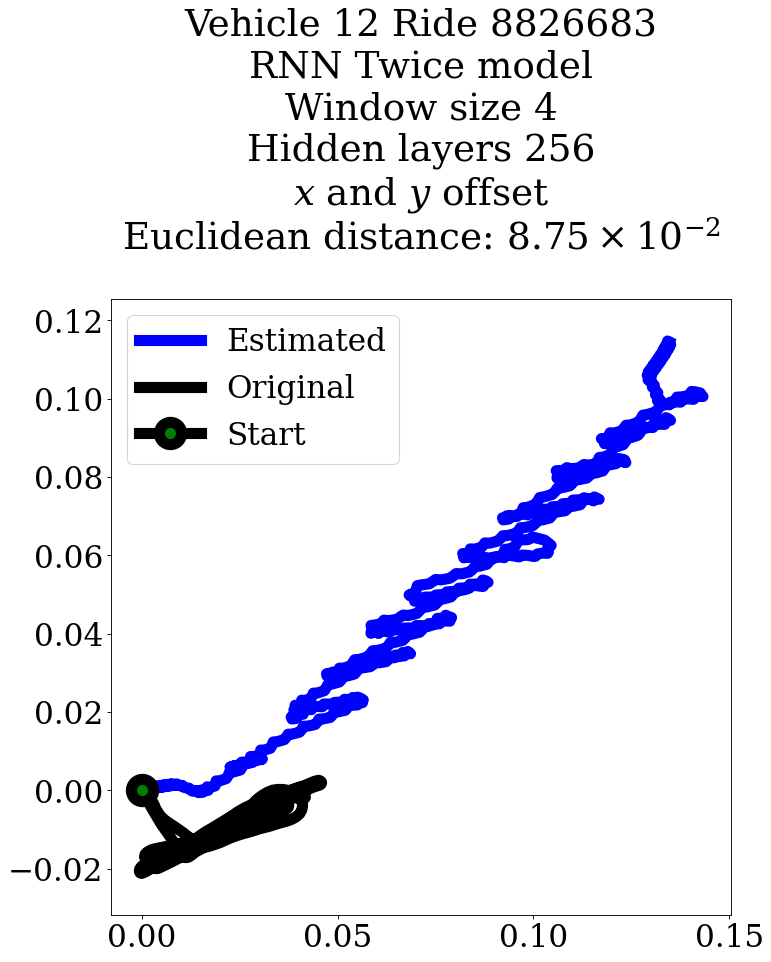 Vehicle 12 Ride 8826683
RNN Twice model
Window size 4
Hidden layers 256
x and y offset
Euclidean distance: 8.75 × 10⁻²
0.12
Estimated
0.10
Original
Start
0.08
0.06
0.04
0.02
0.00
−0.02
0.00 0.05 0.10 0.15